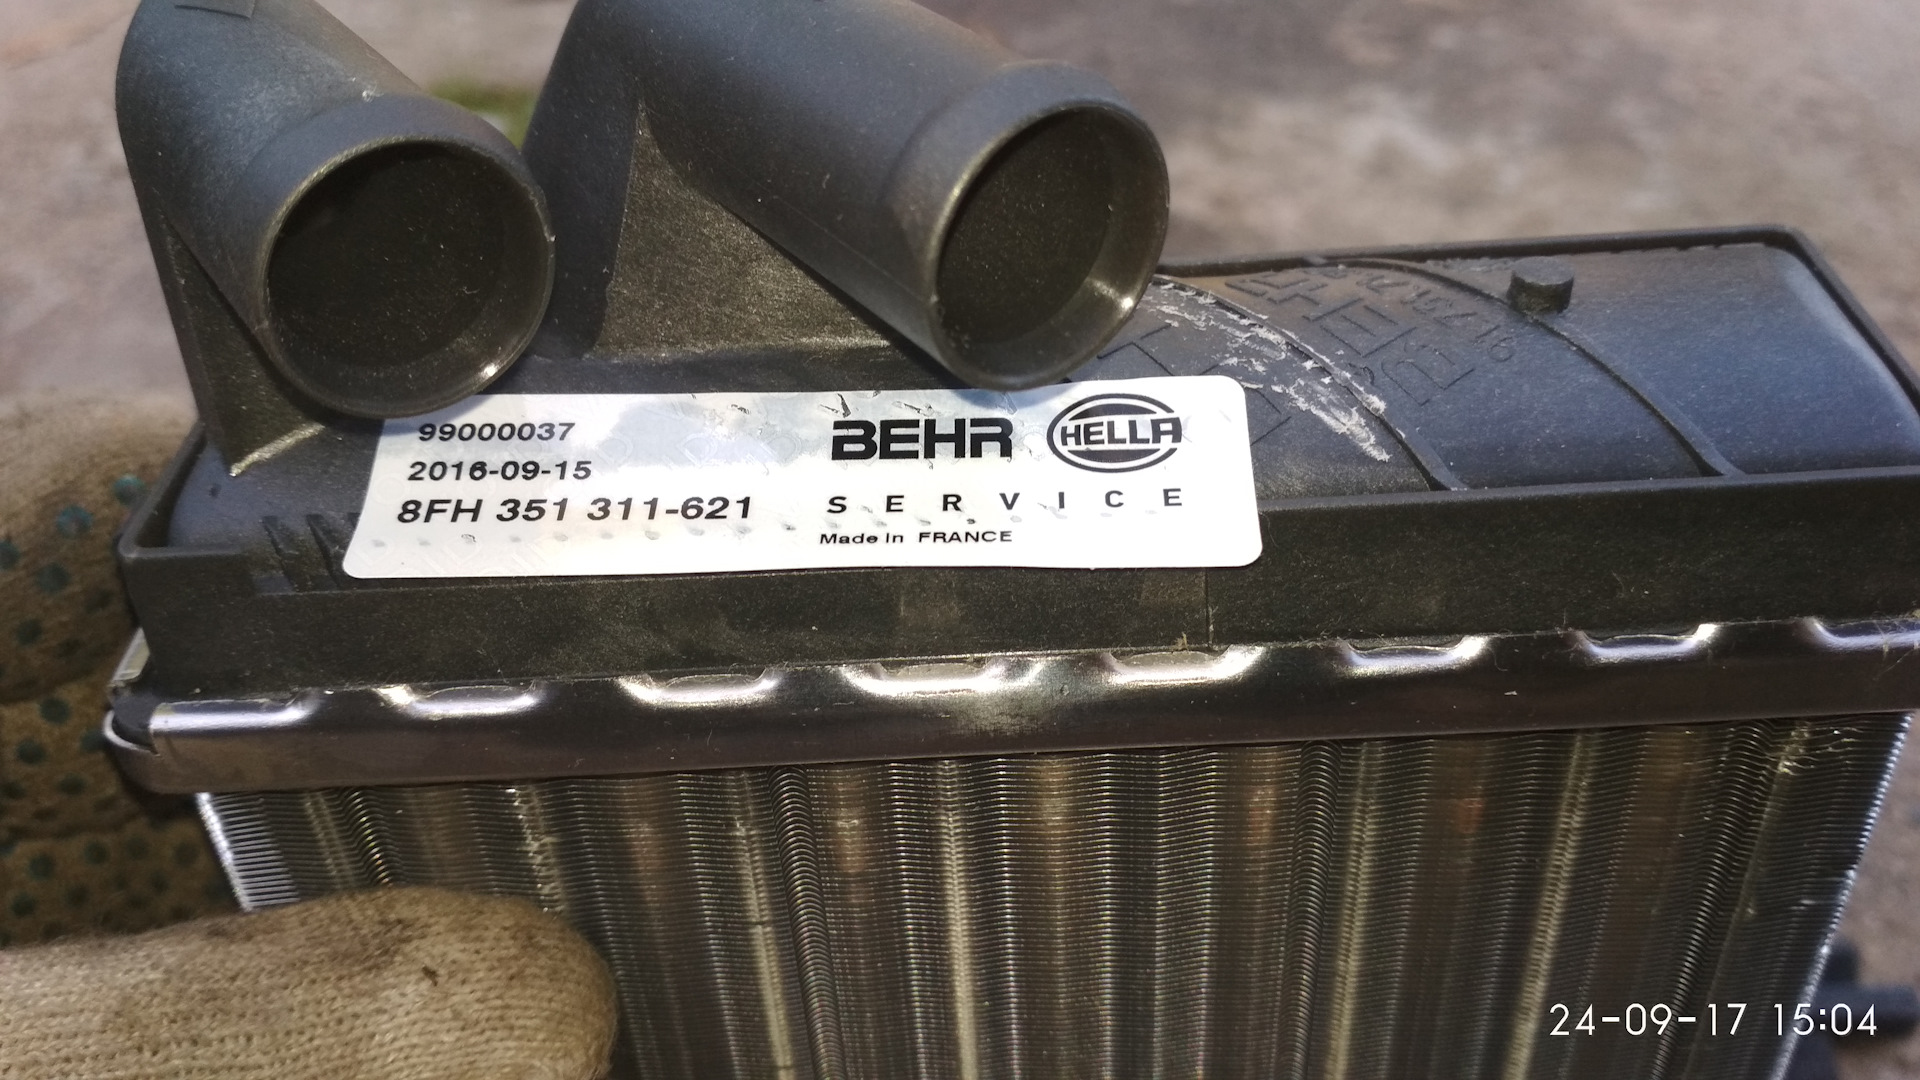 99000037
2016-09-15
8FH 351 311-621
BEHR HELLA
SERVICE
Made in FRANCE
24-09-17 15:04